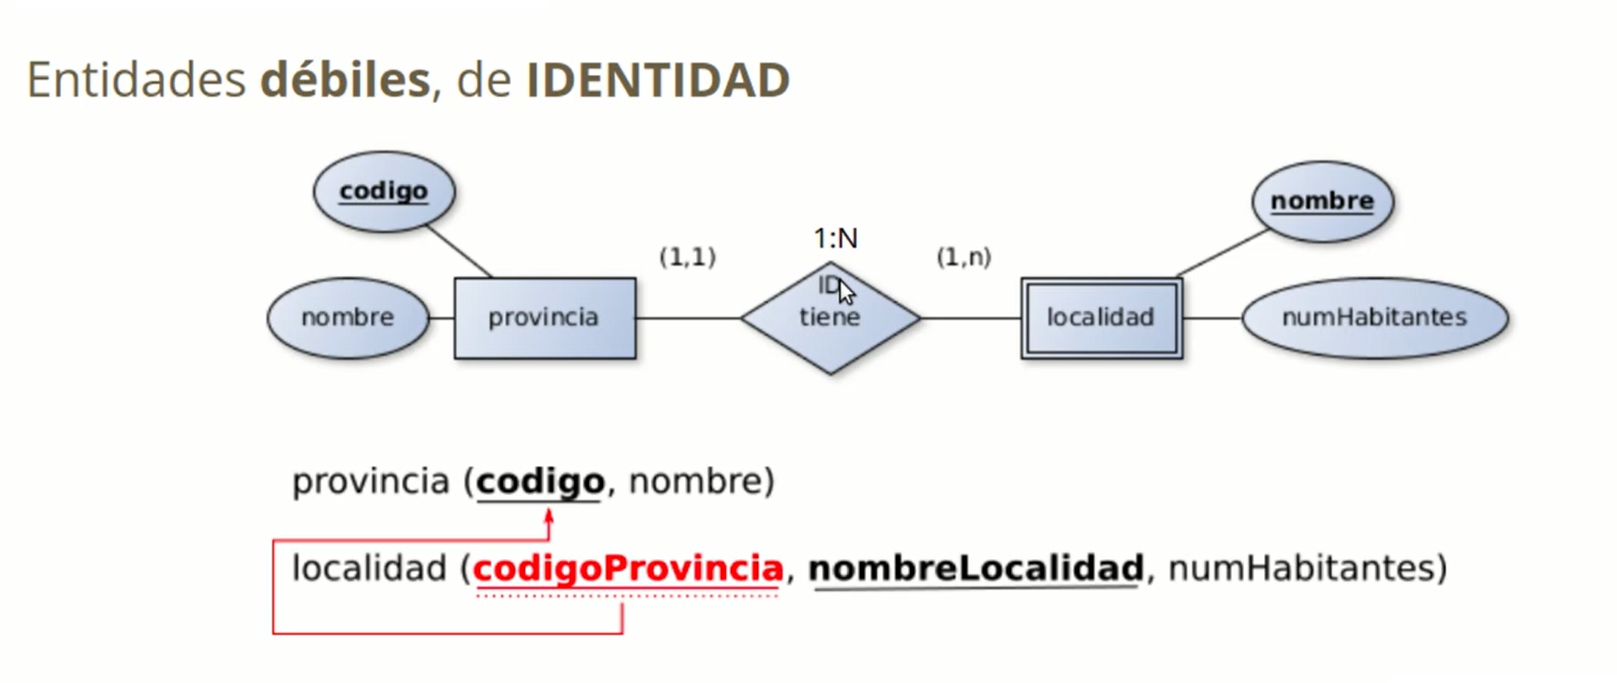 Entidades débiles, de IDENTIDAD
codigo
nombre
1:N
(1,1)
(1,n)
ID
nombre
provincia
tiene
localidad
numHabitantes
provincia (codigo, nombre)
localidad (codigoProvincia, nombreLocalidad, numHabitantes)